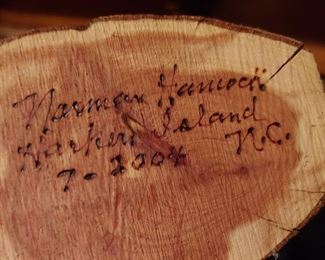 Norman Hancock
Harkers Island
N.C.
7-2004